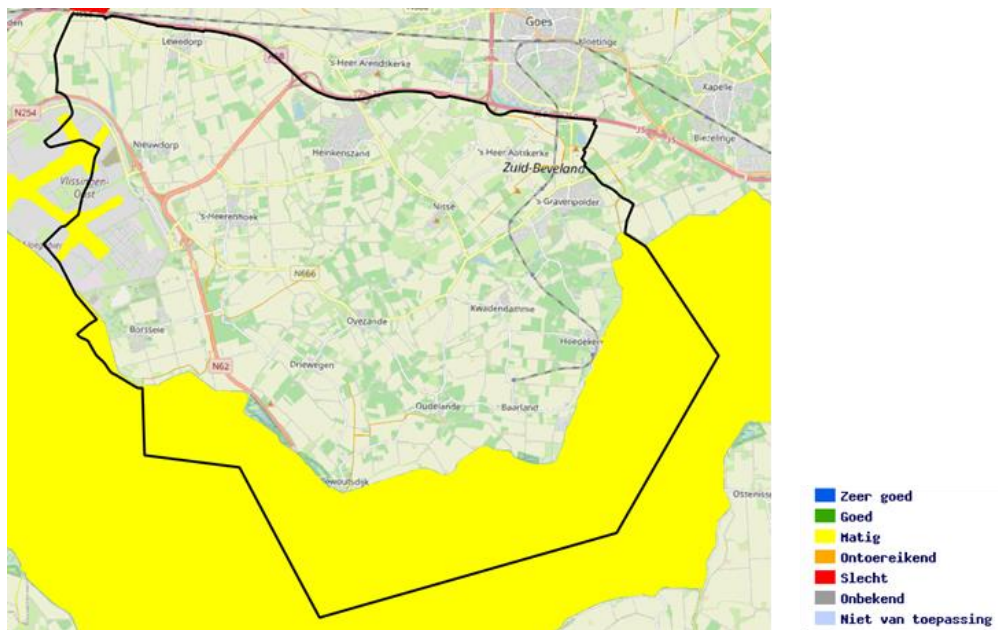 Goes
Lewedorp
Kloetinge
's-Heer Arendskerke
Kapelle
N254
Biezelinge
Nieuwdorp
Heinkenszand
's Heer Abtskerke
Zuid-Beveland
Vlissingen-
Oost
's-Gravenpolder
Nisse
's-Heerenhoek
N666
Kwadendamme
Ovezande
Borssele
Hoedeken
Driewegen
N62
Oudelande
Baarland
ewoutsdijk
Ossenisse
Zeer goed
Goed
Matig
Ontoereikend
Slecht
Onbekend
Niet van toepassing